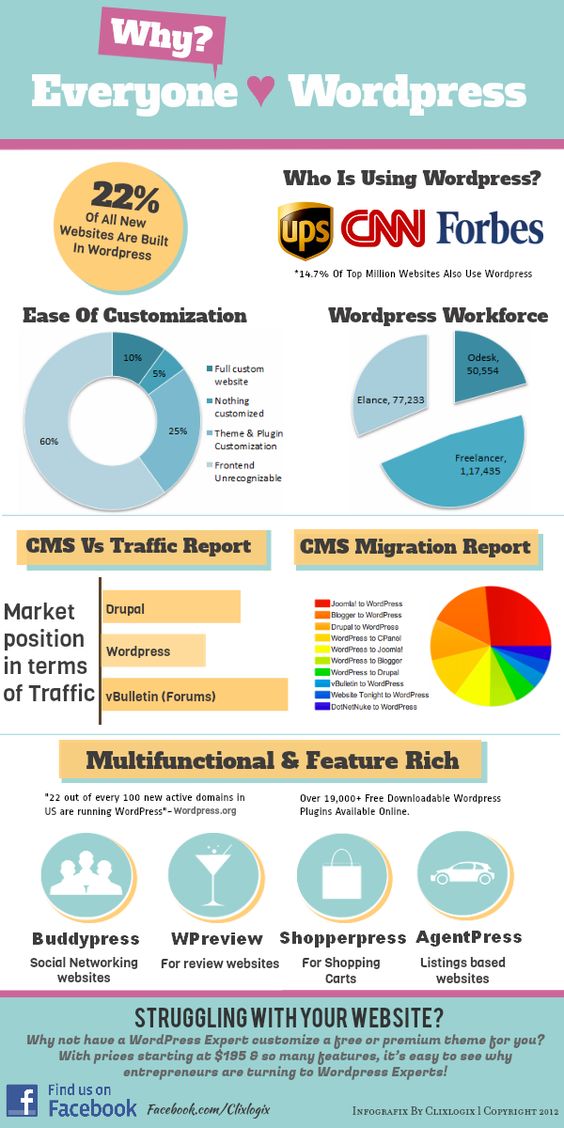 Why?
Everyone ♥ Wordpress
22%
Of All New
Websites Are Built
In Wordpress
Who Is Using Wordpress?
ups CNN Forbes
*14.7% Of Top Million Websites Also Use Wordpress
Ease Of Customization
10%
5%
25%
60%
Full custom
website
Nothing
customized
Theme & Plugin
Customization
Frontend
Unrecognizable
Wordpress Workforce
Odesk,
50,554
Elance, 77,233
Freelancer,
1,17,435
CMS Vs Traffic Report
Market
position
in terms
of Traffic
Drupal
Wordpress
vBulletin (Forums)
CMS Migration Report
Joomla! to WordPress
Blogger to WordPress
Drupal to WordPress
WordPress to CPanol
WordPress to Joomla!
WordPress to Blogger
WordPress to Drupal
vBulletin to WordPress
Website Tonight to WordPress
DotNetNuke to WordPress
Multifunctional & Feature Rich
"22 out of every 100 new active domains in
US are running WordPress"- Wordpress.org
Over 19,000+ Free Downloadable Wordpress
Plugins Available Online.
Buddypress
Social Networking
websites
WPreview
For review websites
Shopperpress
For Shopping
Carts
AgentPress
Listings based
websites
STRUGGLING WITH YOUR WEBSITE?
Why not have a WordPress Expert customize a free or premium theme for you?
With prices starting at $195 & so many features, it's easy to see why
entrepreneurs are turning to Wordpress Experts!
f Find us on
Facebook Facebook.com/Clixlogix
Infografix By Clixlogix | Copyright 2012